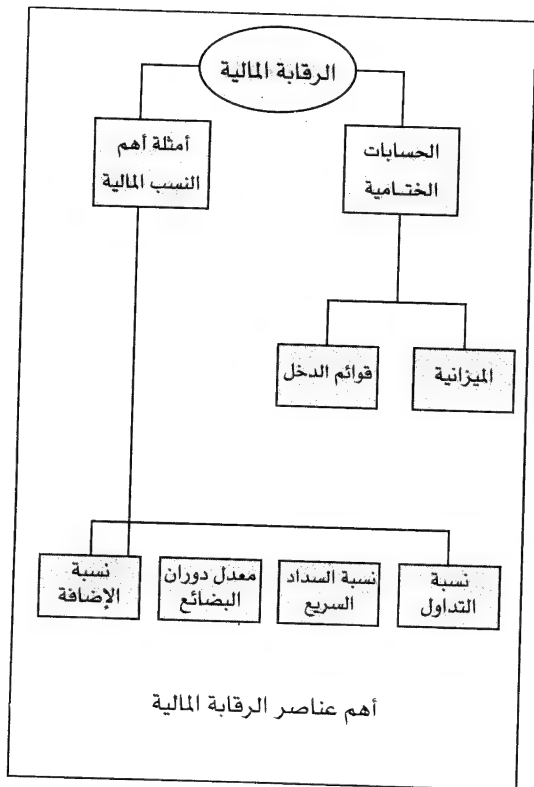 الرقابة المالية
الحسابات
الختــامية
أمثلة أهم
النسب المالية
الميزانية
قوائم الدخل
نسبة
التداول
نسبة السداد
السريع
معدل دوران
البضائع
نسبة
الإضافة
أهم عناصر الرقابة المالية